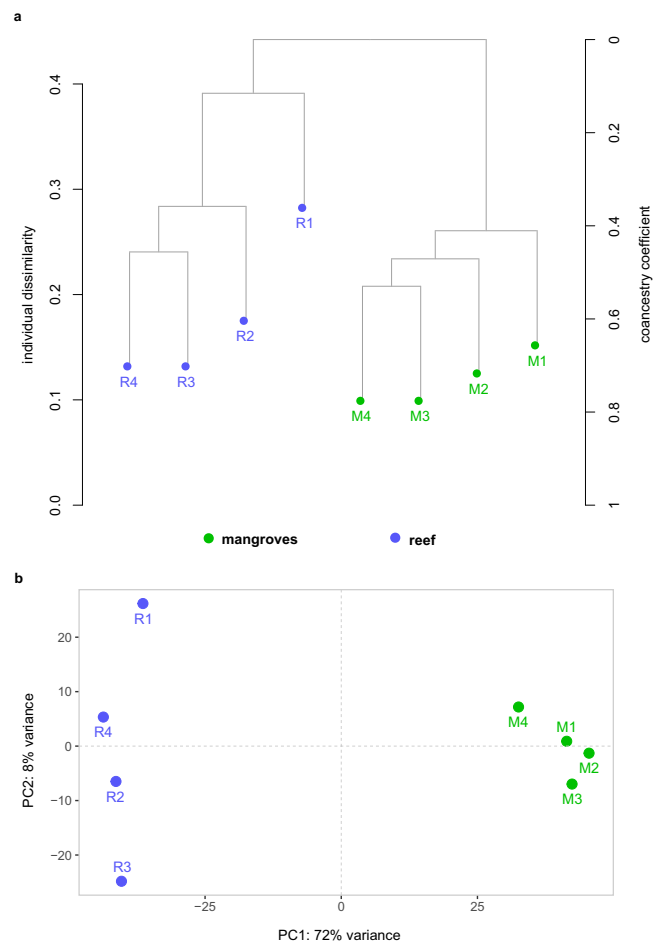 a
individual dissimilarity
0.4
0.3
0.2
0.1
0.0
coancestry coefficient
0
0.2
0.4
0.6
0.8
1
R1
R2
R4
R3
M1
M2
M4
M3
mangroves
reef
b
PC2: 8% variance
20
10
0
−10
−20
R1
R4
R2
R3
M4
M1
M2
M3
−25
0
25
PC1: 72% variance